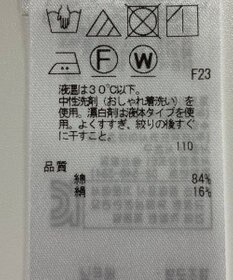 F W
F23
液温は30℃以下。
中性洗剤(おしゃれ着洗い)を
使用。漂白剤は液体タイプを使
用。よくすすぎ、絞りの後すぐ
に干すこと。
110
品質
綿 84%
絹 16%